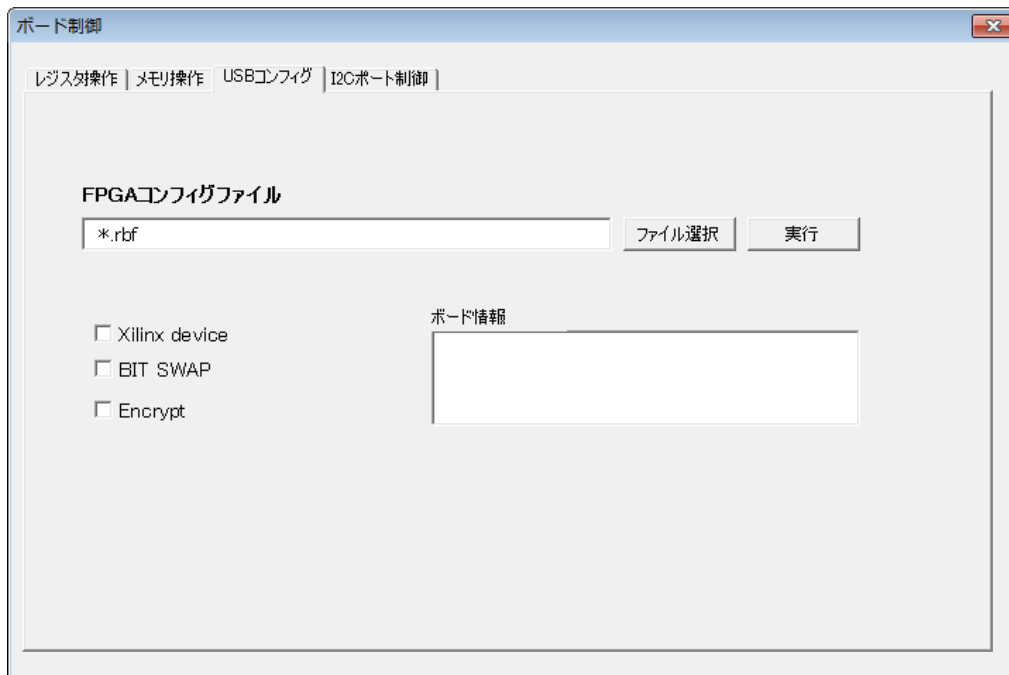 ボード制御
レジスタ操作 メモリ操作 USBコンフィグ I2Cポート制御
FPGAコンフィグファイル
*.rbf ファイル選択 実行
ボード情報
Xilinx device
BIT SWAP
Encrypt